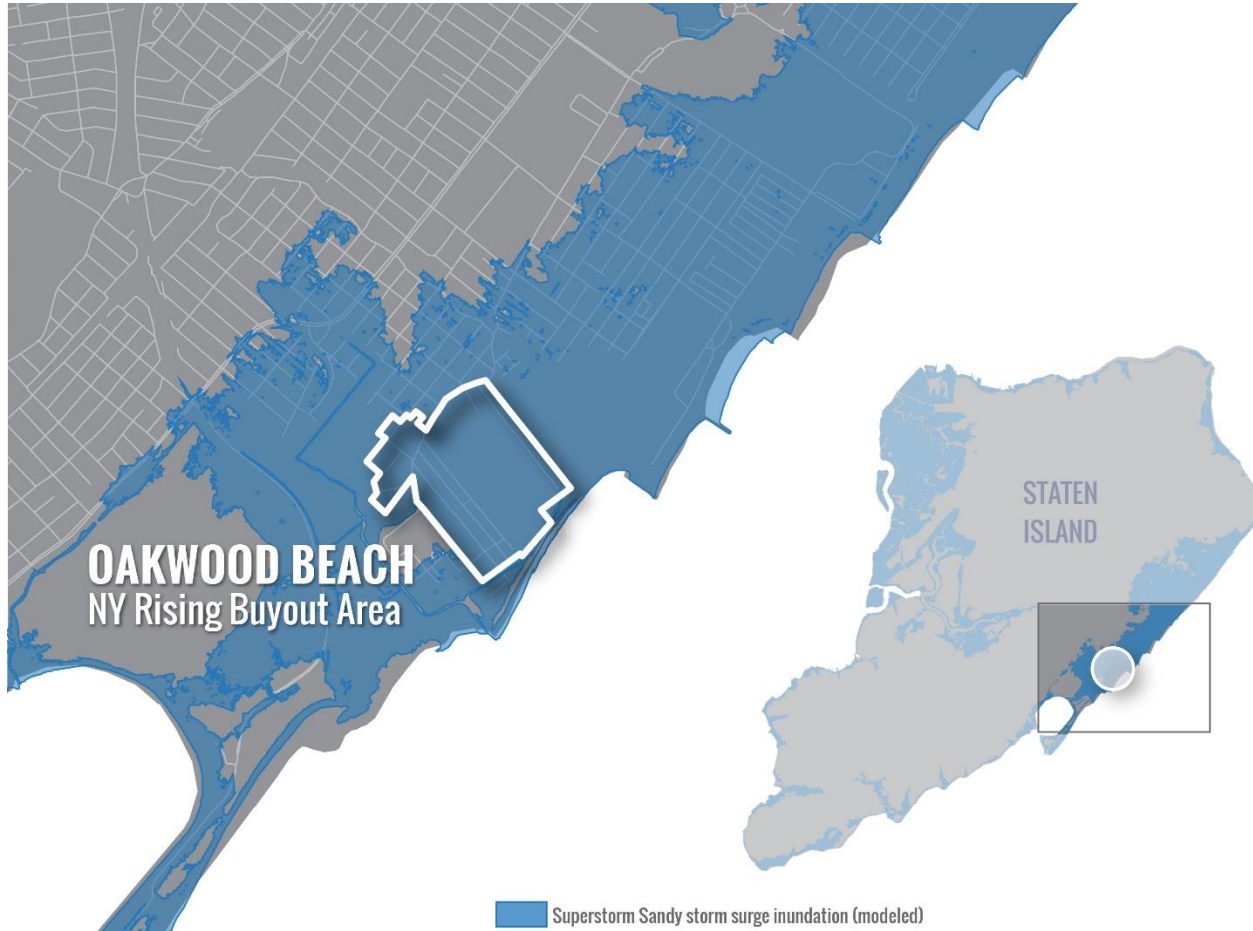 OAKWOOD BEACH
NY Rising Buyout Area
STATEN
ISLAND
Superstorm Sandy storm surge inundation (modeled)